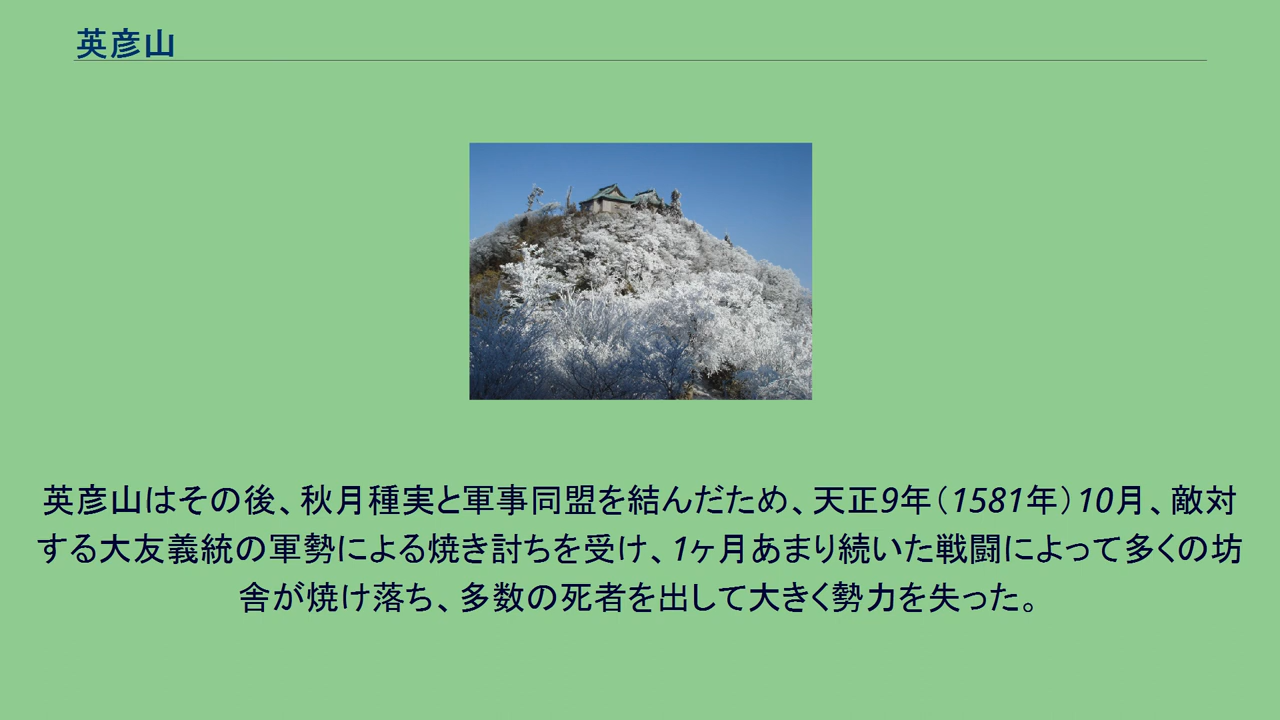 英彦山
英彦山はその後、秋月種実と軍事同盟を結んだため、天正9年（1581年）10月、敵対
する大友義統の軍勢による焼き討ちを受け、1ヶ月あまり続いた戦闘によって多くの坊
舎が焼け落ち、多数の死者を出して大きく勢力を失った。